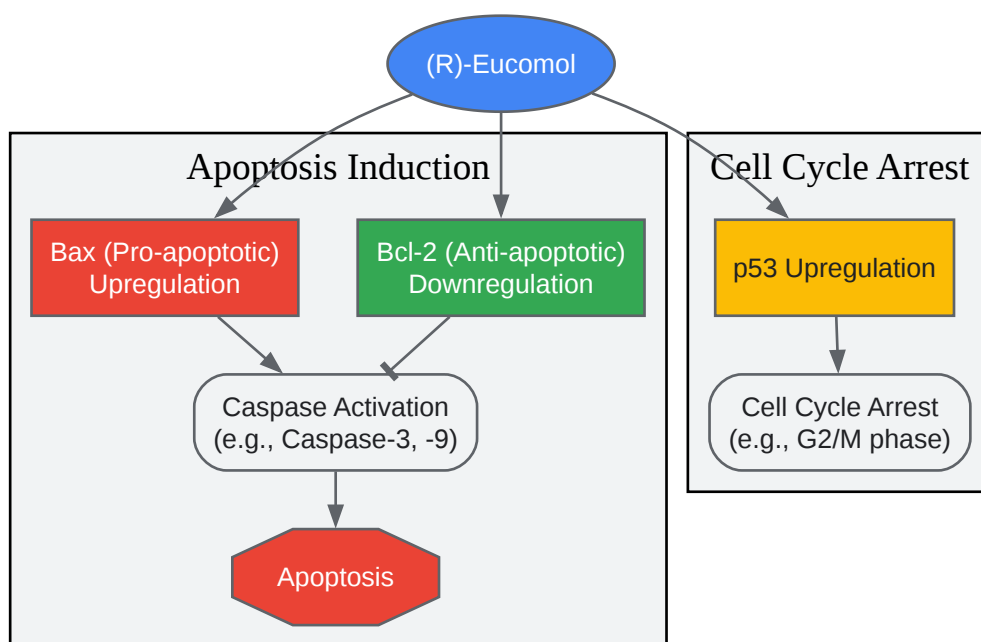 (R)-Eucomol
Apoptosis Induction
Cell Cycle Arrest
Bax (Pro-apoptotic)
Upregulation
Bcl-2 (Anti-apoptotic)
Downregulation
p53 Upregulation
Caspase Activation
(e.g., Caspase-3, -9)
Cell Cycle Arrest
(e.g., G2/M phase)
Apoptosis